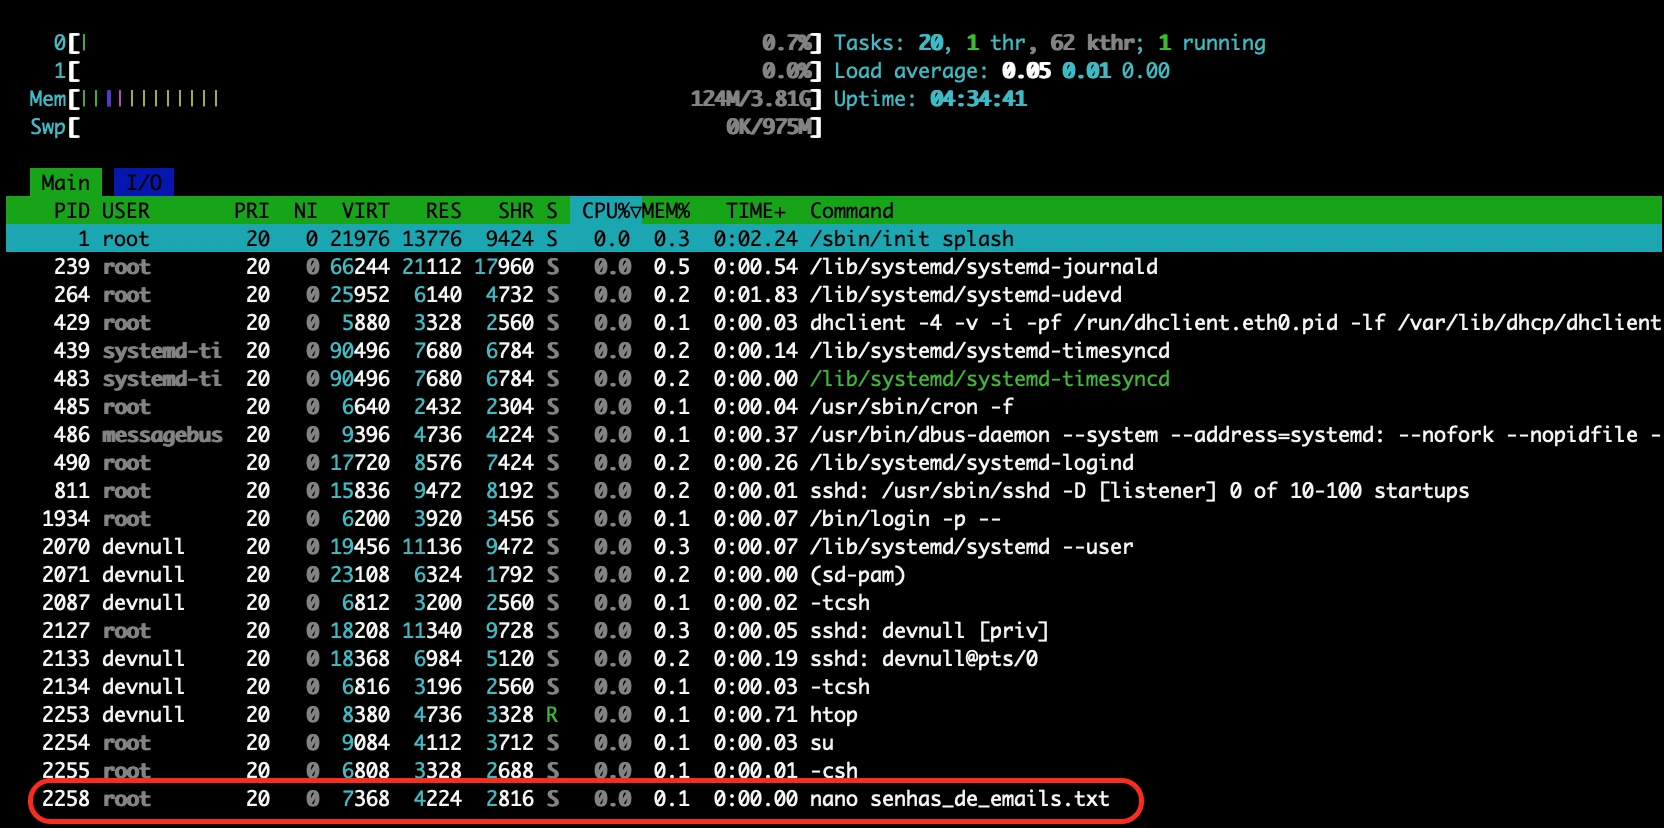 0[| 0.7%] Tasks: 20, 1 thr, 62 kthr; 1 running
1[ 0.0%] Load average: 0.05 0.01 0.00
Mem[|||||||||||| 124M/3.81G] Uptime: 04:34:41
Swp[ 0K/975M]
Main I/O
PID USER PRI NI VIRT RES SHR S CPU%▽MEM% TIME+ Command
1 root 20 0 21976 13776 9424 S 0.0 0.3 0:02.24 /sbin/init splash
239 root 20 0 66244 21112 17960 S 0.0 0.5 0:00.54 /lib/systemd/systemd-journald
264 root 20 0 25952 6140 4732 S 0.0 0.2 0:01.83 /lib/systemd/systemd-udevd
429 root 20 0 5880 3328 2560 S 0.0 0.1 0:00.03 dhclient -4 -v -i -pf /run/dhclient.eth0.pid -lf /var/lib/dhcp/dhclient
439 systemd-ti 20 0 90496 7680 6784 S 0.0 0.2 0:00.14 /lib/systemd/systemd-timesyncd
483 systemd-ti 20 0 90496 7680 6784 S 0.0 0.2 0:00.00 /lib/systemd/systemd-timesyncd
485 root 20 0 6640 2432 2304 S 0.0 0.1 0:00.04 /usr/sbin/cron -f
486 messagebus 20 0 9396 4736 4224 S 0.0 0.1 0:00.37 /usr/bin/dbus-daemon --system --address=systemd: --nofork --nopidfile -
490 root 20 0 17720 8576 7424 S 0.0 0.2 0:00.26 /lib/systemd/systemd-logind
811 root 20 0 15836 9472 8192 S 0.0 0.2 0:00.01 sshd: /usr/sbin/sshd -D [listener] 0 of 10-100 startups
1934 root 20 0 6200 3920 3456 S 0.0 0.1 0:00.07 /bin/login -p --
2070 devnull 20 0 19456 11136 9472 S 0.0 0.3 0:00.07 /lib/systemd/systemd --user
2071 devnull 20 0 23108 6324 1792 S 0.0 0.2 0:00.00 (sd-pam)
2087 devnull 20 0 6812 3200 2560 S 0.0 0.1 0:00.02 -tcsh
2127 root 20 0 18208 11340 9728 S 0.0 0.3 0:00.05 sshd: devnull [priv]
2133 devnull 20 0 18368 6984 5120 S 0.0 0.2 0:00.19 sshd: devnull@pts/0
2134 devnull 20 0 6816 3196 2560 S 0.0 0.1 0:00.03 -tcsh
2253 devnull 20 0 8380 4736 3328 R 0.0 0.1 0:00.71 htop
2254 root 20 0 9084 4112 3712 S 0.0 0.1 0:00.03 su
2255 root 20 0 6808 3328 2688 S 0.0 0.1 0:00.01 -csh
2258 root 20 0 7368 4224 2816 S 0.0 0.1 0:00.00 nano senhas_de_emails.txt